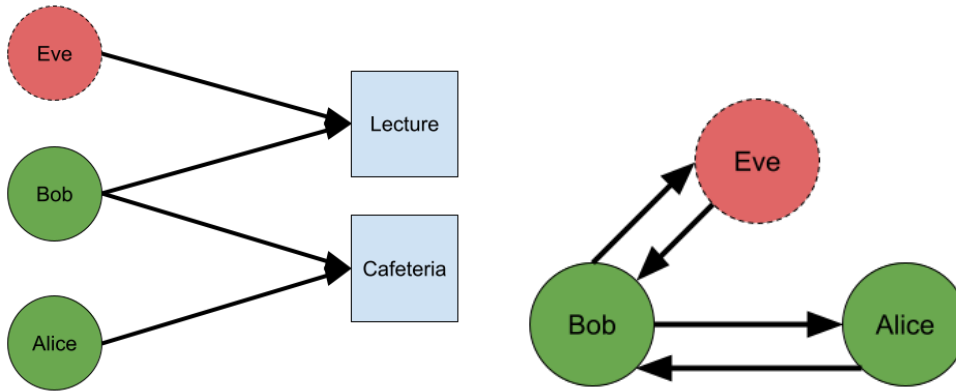 Eve
Bob
Alice
Lecture
Cafeteria
Eve
Bob
Alice